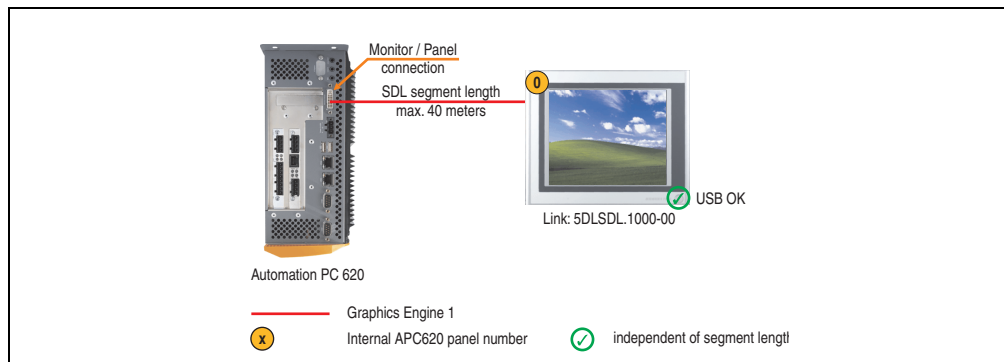 Monitor / Panel
connection
SDL segment length
max. 40 meters
0
USB OK
Link: 5DLSDL.1000-00
Automation PC 620
Graphics Engine 1
x Internal APC620 panel number
independent of segment length